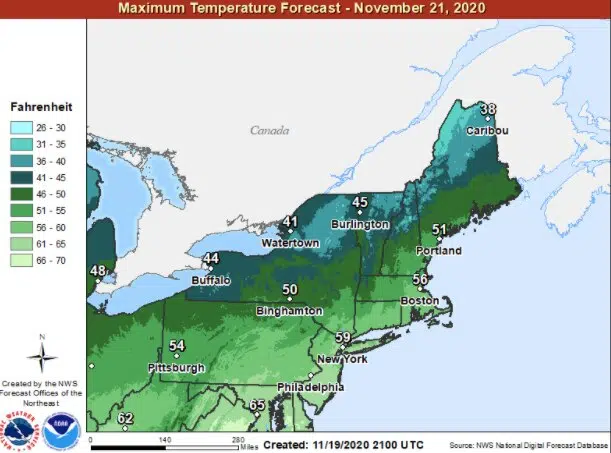 Maximum Temperature Forecast - November 21, 2020
Fahrenheit
26 - 30
31 - 35
36 - 40
41 - 45
46 - 50
51 - 55
56 - 60
61 - 65
66 - 70
Canada
38
Caribou
45
Burlington
41
Watertown
51
Portland
44
Buffalo
48
56
Boston
50
Binghamton
59
New York
54
Pittsburgh
Philadelphia
62
65
N
Created by the NWS
Forecast Offices of the
Northeast
0 140 280
Miles
Created: 11/19/2020 2100 UTC
Source: NWS National Digital Forecast Database